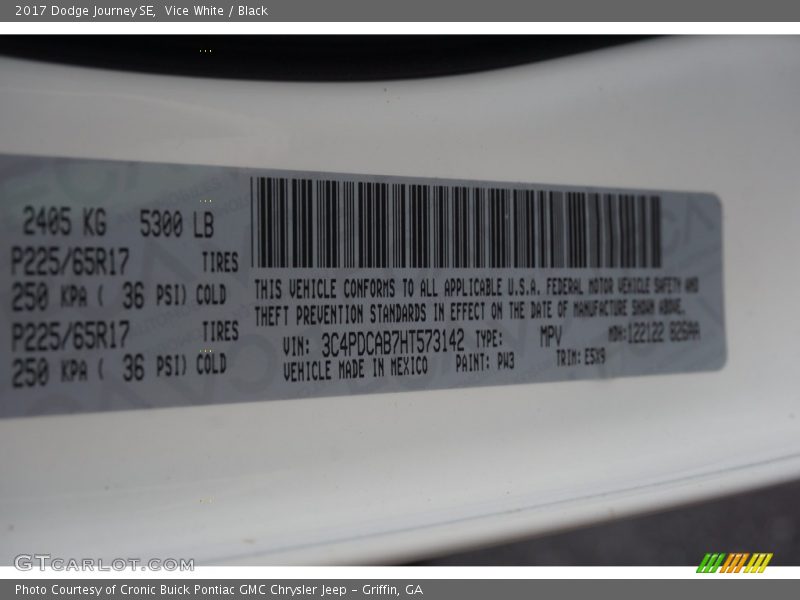 2017 Dodge Journey SE, Vice White / Black
2405 KG 5300 LB
P225/65R17 TIRES
250 KPA ( 36 PSI) COLD
P225/65R17 TIRES
250 KPA ( 36 PSI) COLD
THIS VEHICLE CONFORMS TO ALL APPLICABLE U.S.A. FEDERAL MOTOR VEHICLE SAFETY AND
THEFT PREVENTION STANDARDS IN EFFECT ON THE DATE OF MANUFACTURE SHOWN ABOVE.
VIN: 3C4PDCAB7HT573142 TYPE: MPV MDH:122122 026AA
VEHICLE MADE IN MEXICO PAINT: PW3 TRIM: E5X9
GTCARLOT.COM
Photo Courtesy of Cronic Buick Pontiac GMC Chrysler Jeep - Griffin, GA